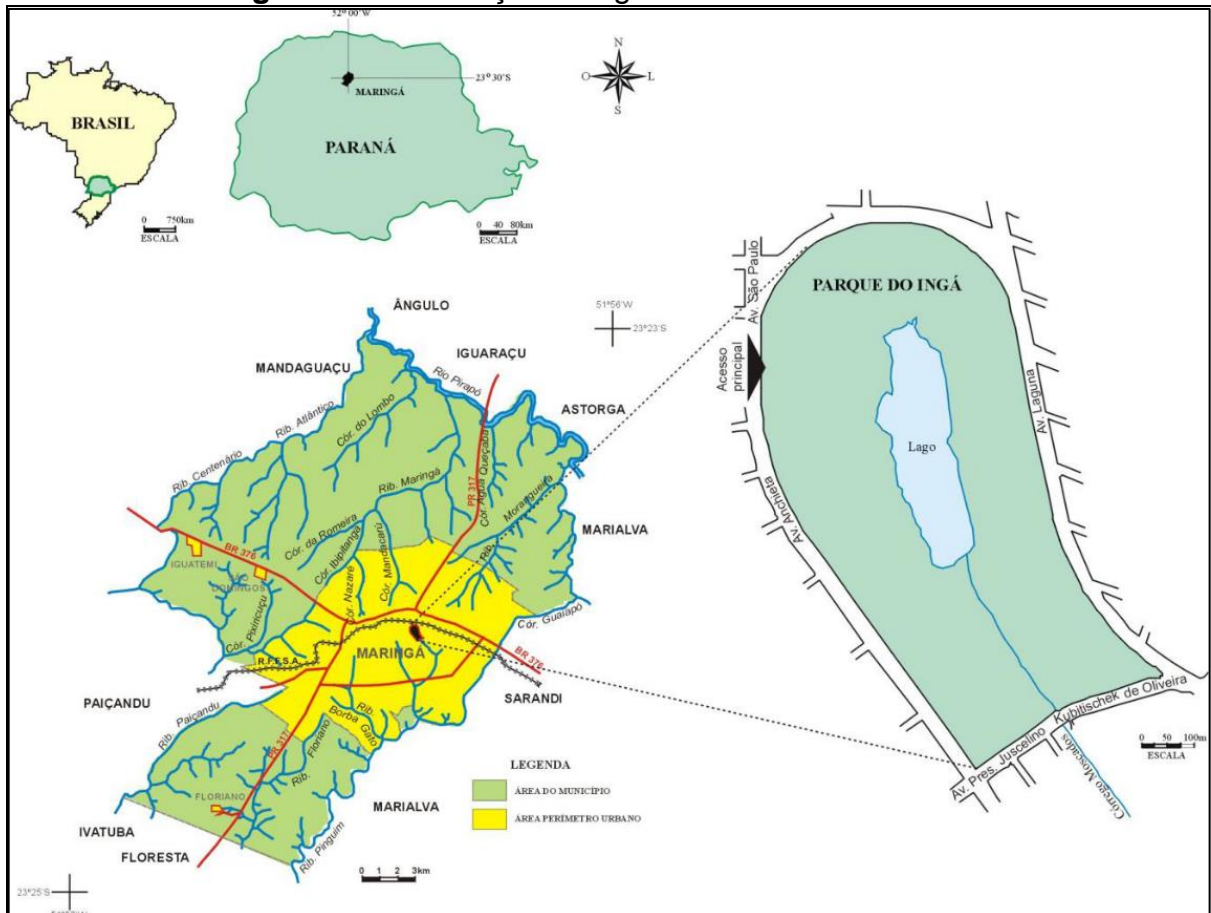 BRASIL
0 750km
ESCALA
52° 00' W
23° 30'S
MARINGÁ
PARANÁ
0 40 80km
ESCALA
N
O
L
S
51°56'W
23°23'S
ÂNGULO
IGUARAÇU
MANDAGUAÇU
ASTORGA
MARIALVA
SARANDI
PAIÇANDU
MARIALVA
IVATUBA
FLORESTA
Rio Pirapó
Rib. Atlântico
Cór. do Lombo
Rib. Centenário
Rib. Maringá
PR 317
Cór. Água Queçaba
Rib. Morangueira
Cór. da Romeira
Cór. Ibipitanga
Cór. Mandacarú
Cór. Nazaré
BR 376
IGUATEMI
SÃO
DOMINGOS
Cór. Pixiricuçu
Cór. Guaiapó
R.F.F.S.A.
MARINGÁ
BR 376
Rib. Paiçandu
PR 317
Rib. Floriano
Rib.
Borba Gato
FLORIANO
Rib. Pinguim
LEGENDA
ÁREA DO MUNICÍPIO
ÁREA PERÍMETRO URBANO
0 1 2 3km
23°25'S
PARQUE DO INGÁ
Av. São Paulo
Acesso
principal
Lago
Av. Laguna
Av. Anchieta
Av. Pres. Juscelino Kubitischek de Oliveira
Córrego Moscados
0 50 100m
ESCALA